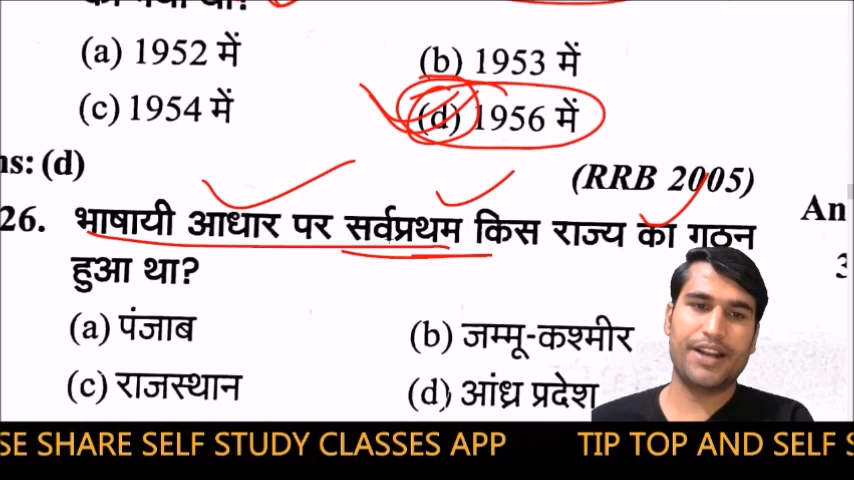 (a) 1952 में
(b) 1953 में
(c) 1954 में
(d) 1956 में
ns: (d)
(RRB 2005)
An
26. भाषायी आधार पर सर्वप्रथम किस राज्य का गठन
हुआ था?
3
(a) पंजाब
(b) जम्मू-कश्मीर
(c) राजस्थान
(d) आंध्र प्रदेश
SE SHARE SELF STUDY CLASSES APP TIP TOP AND SELF S